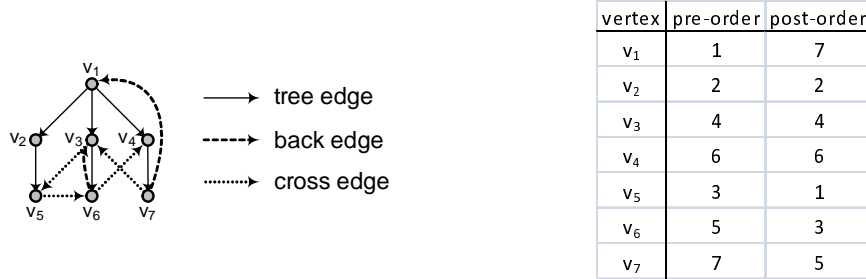 v₁
v₂ v₃ v₄
v₅ v₆ v₇
tree edge
back edge
cross edge
vertex pre-order post-order
v₁ 1 7
v₂ 2 2
v₃ 4 4
v₄ 6 6
v₅ 3 1
v₆ 5 3
v₇ 7 5